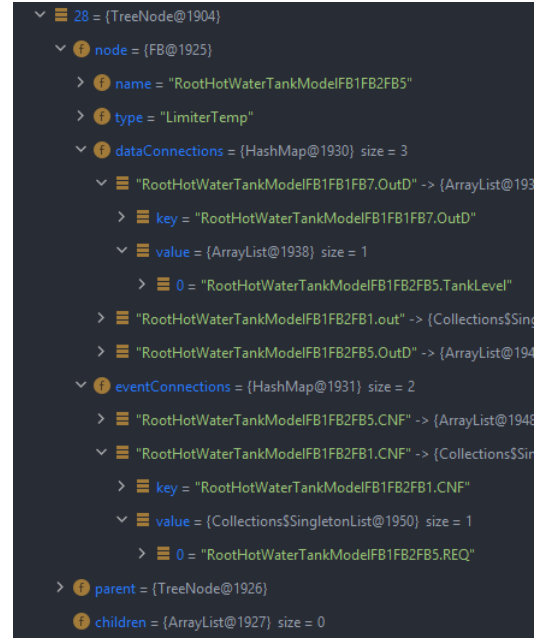 28 = {TreeNode@1904}
node = {FB@1925}
name = "RootHotWaterTankModelFB1FB2FB5"
type = "LimiterTemp"
dataConnections = {HashMap@1930} size = 3
"RootHotWaterTankModelFB1FB1FB7.OutD" -> {ArrayList@193
key = "RootHotWaterTankModelFB1FB1FB7.OutD"
value = {ArrayList@1938} size = 1
0 = "RootHotWaterTankModelFB1FB2FB5.TankLevel"
"RootHotWaterTankModelFB1FB2FB1.out" -> {Collections$Sing
"RootHotWaterTankModelFB1FB2FB5.OutD" -> {ArrayList@194
eventConnections = {HashMap@1931} size = 2
"RootHotWaterTankModelFB1FB2FB5.CNF" -> {ArrayList@1948
"RootHotWaterTankModelFB1FB2FB1.CNF" -> {Collections$Sin
key = "RootHotWaterTankModelFB1FB2FB1.CNF"
value = {Collections$SingletonList@1950} size = 1
0 = "RootHotWaterTankModelFB1FB2FB5.REQ"
parent = {TreeNode@1926}
children = {ArrayList@1927} size = 0